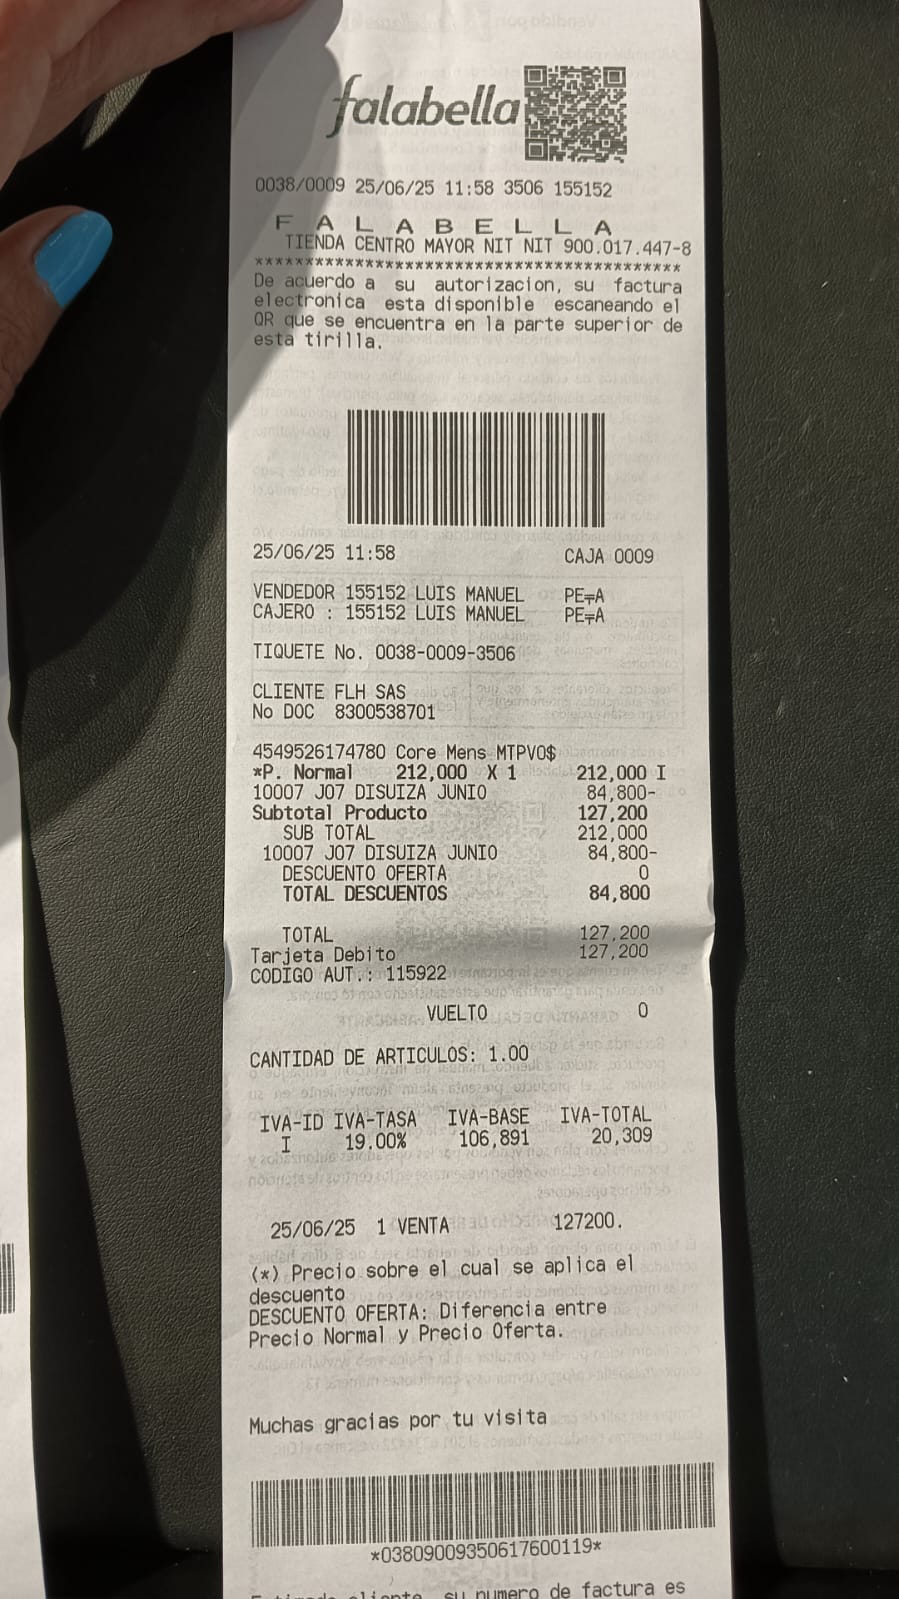 falabella
0038/0009 25/06/25 11:58 3506 155152
F A L A B E L L A
TIENDA CENTRO MAYOR NIT NIT 900.017.447-8
******************************************
De acuerdo a su autorizacion, su factura
electronica esta disponible escaneando el
QR que se encuentra en la parte superior de
esta tirilla.
25/06/25 11:58 CAJA 0009
VENDEDOR 155152 LUIS MANUEL PE╤A
CAJERO : 155152 LUIS MANUEL PE╤A
TIQUETE No. 0038-0009-3506
CLIENTE FLH SAS
No DOC 8300538701
4549526174780 Core Mens MTPVO$
*P. Normal 212,000 X 1 212,000 I
10007 J07 DISUIZA JUNIO 84,800-
Subtotal Producto 127,200
SUB TOTAL 212,000
10007 J07 DISUIZA JUNIO 84,800-
DESCUENTO OFERTA 0
TOTAL DESCUENTOS 84,800
TOTAL 127,200
Tarjeta Debito 127,200
CODIGO AUT.: 115922
VUELTO 0
CANTIDAD DE ARTICULOS: 1.00
IVA-ID IVA-TASA IVA-BASE IVA-TOTAL
I 19.00% 106,891 20,309
25/06/25 1 VENTA 127200.
(*) Precio sobre el cual se aplica el
descuento
DESCUENTO OFERTA: Diferencia entre
Precio Normal y Precio Oferta.
Muchas gracias por tu visita
*03809009350617600119*
su numero de factura es